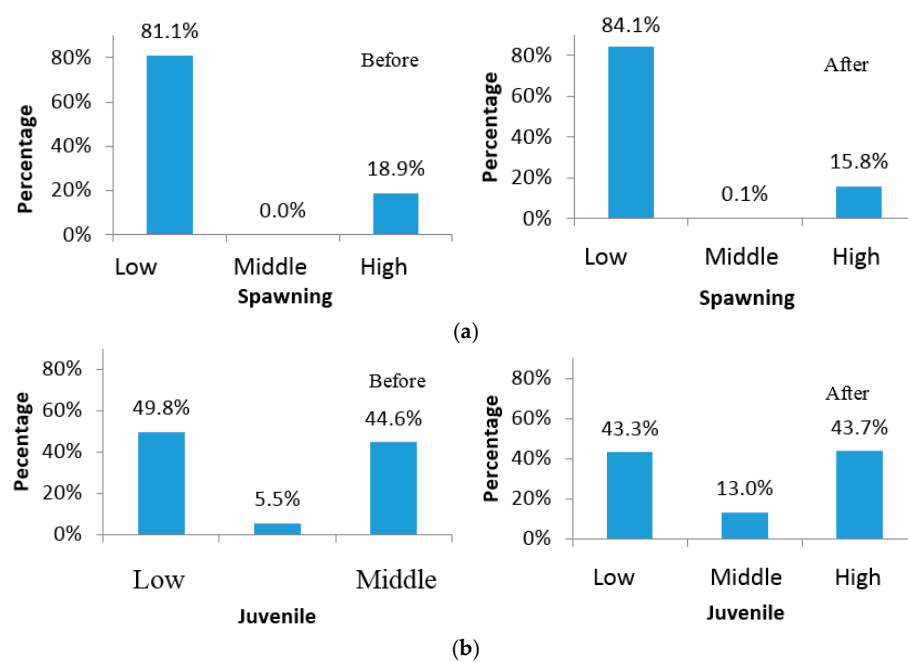 81.1%
80%
60%
40%
20%
0%
Percentage
Before
18.9%
0.0%
Low Middle High
Spawning
84.1%
80%
60%
40%
20%
0%
Percentage
After
15.8%
0.1%
Low Middle High
Spawning
(a)
80%
60%
40%
20%
0%
Pecentage
Before
49.8%
44.6%
5.5%
Low Middle
Juvenile
80%
60%
40%
20%
0%
Percentage
After
43.3%
43.7%
13.0%
Low Middle High
Juvenile
(b)